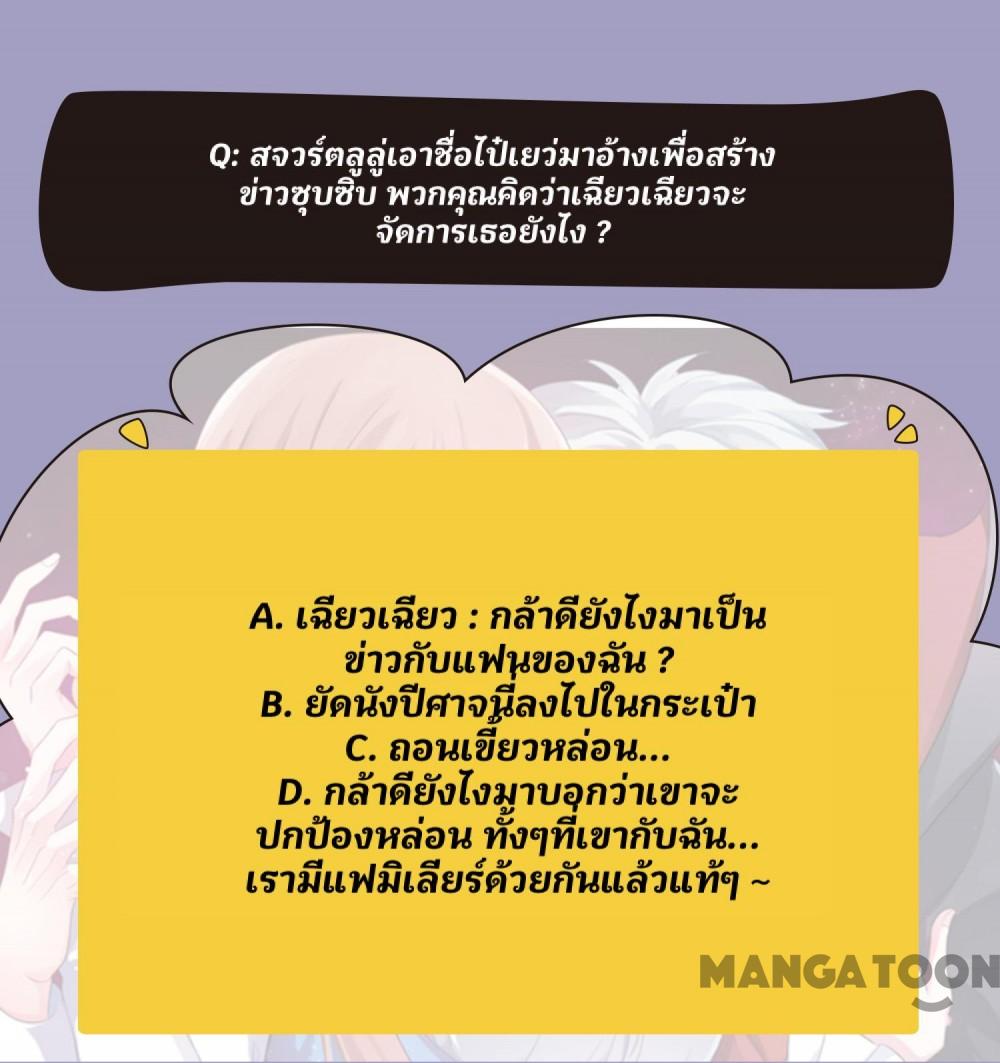 Q: สจวร์ตลูลู่เอาชื่อไป๋เยว่มาอ้างเพื่อสร้าง
ข่าวซุบซิบ พวกคุณคิดว่าเฉียวเฉียวจะ
จัดการเธอยังไง ?
A. เฉียวเฉียว : กล้าดียังไงมาเป็น
ข่าวกับแฟนของฉัน ?
B. ยัดนังปีศาจนี่ลงไปในกระเป๋า
C. ถอนเขี้ยวหล่อน...
D. กล้าดียังไงมาบอกว่าเขาจะ
ปกป้องหล่อน ทั้งๆที่เขากับฉัน...
เรามีแฟมิเลียร์ด้วยกันแล้วแท้ๆ ~
MANGATOON